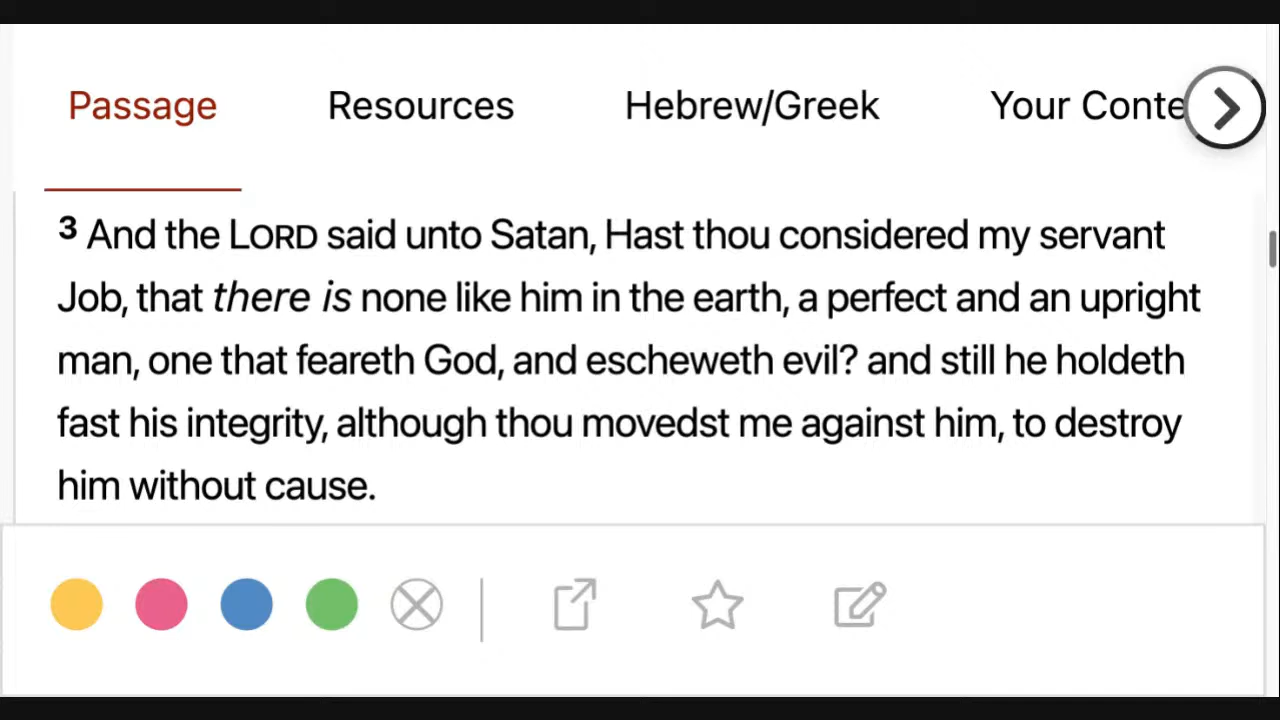 Passage Resources Hebrew/Greek Your Conte
3 And the LORD said unto Satan, Hast thou considered my servant
Job, that there is none like him in the earth, a perfect and an upright
man, one that feareth God, and escheweth evil? and still he holdeth
fast his integrity, although thou movedst me against him, to destroy
him without cause.